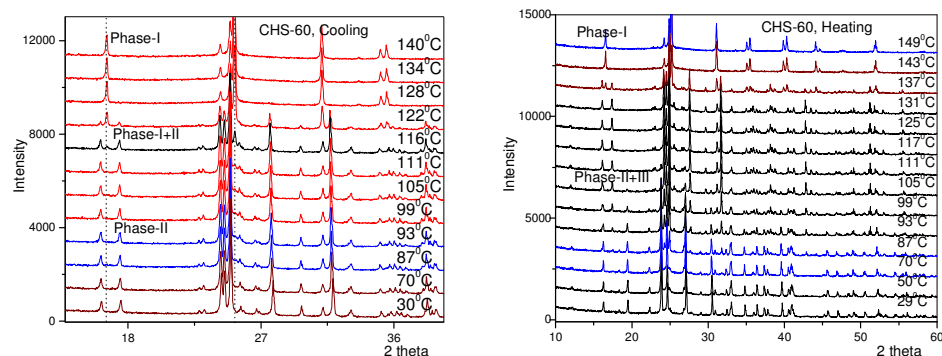 CHS-60, Cooling
Phase-I
140⁰C
134⁰C
128⁰C
122⁰C
Phase-I+II
116⁰C
111⁰C
105⁰C
99⁰C
Phase-II
93⁰C
87⁰C
70⁰C
30⁰C
12000
8000
4000
0
Intensity
18
27
36
2 theta
CHS-60, Heating
Phase-I
149⁰C
143⁰C
137⁰C
131⁰C
125⁰C
117⁰C
111⁰C
Phase-II+III
105⁰C
99⁰C
93⁰C
87⁰C
70⁰C
50⁰C
29⁰C
15000
10000
5000
0
Intensity
10
20
30
40
50
60
2 theta